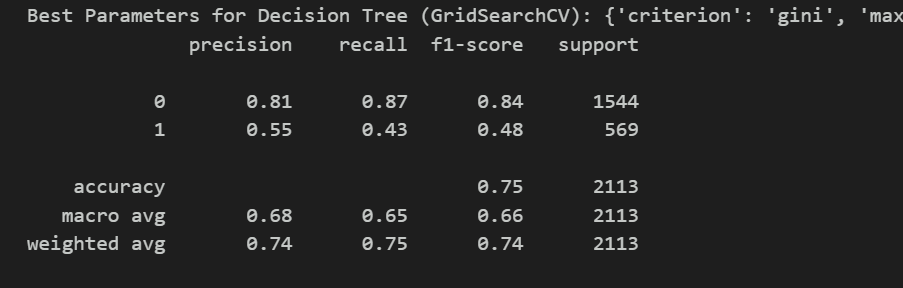 Best Parameters for Decision Tree (GridSearchCV): {'criterion': 'gini', 'max
precision recall f1-score support
0 0.81 0.87 0.84 1544
1 0.55 0.43 0.48 569
accuracy 0.75 2113
macro avg 0.68 0.65 0.66 2113
weighted avg 0.74 0.75 0.74 2113